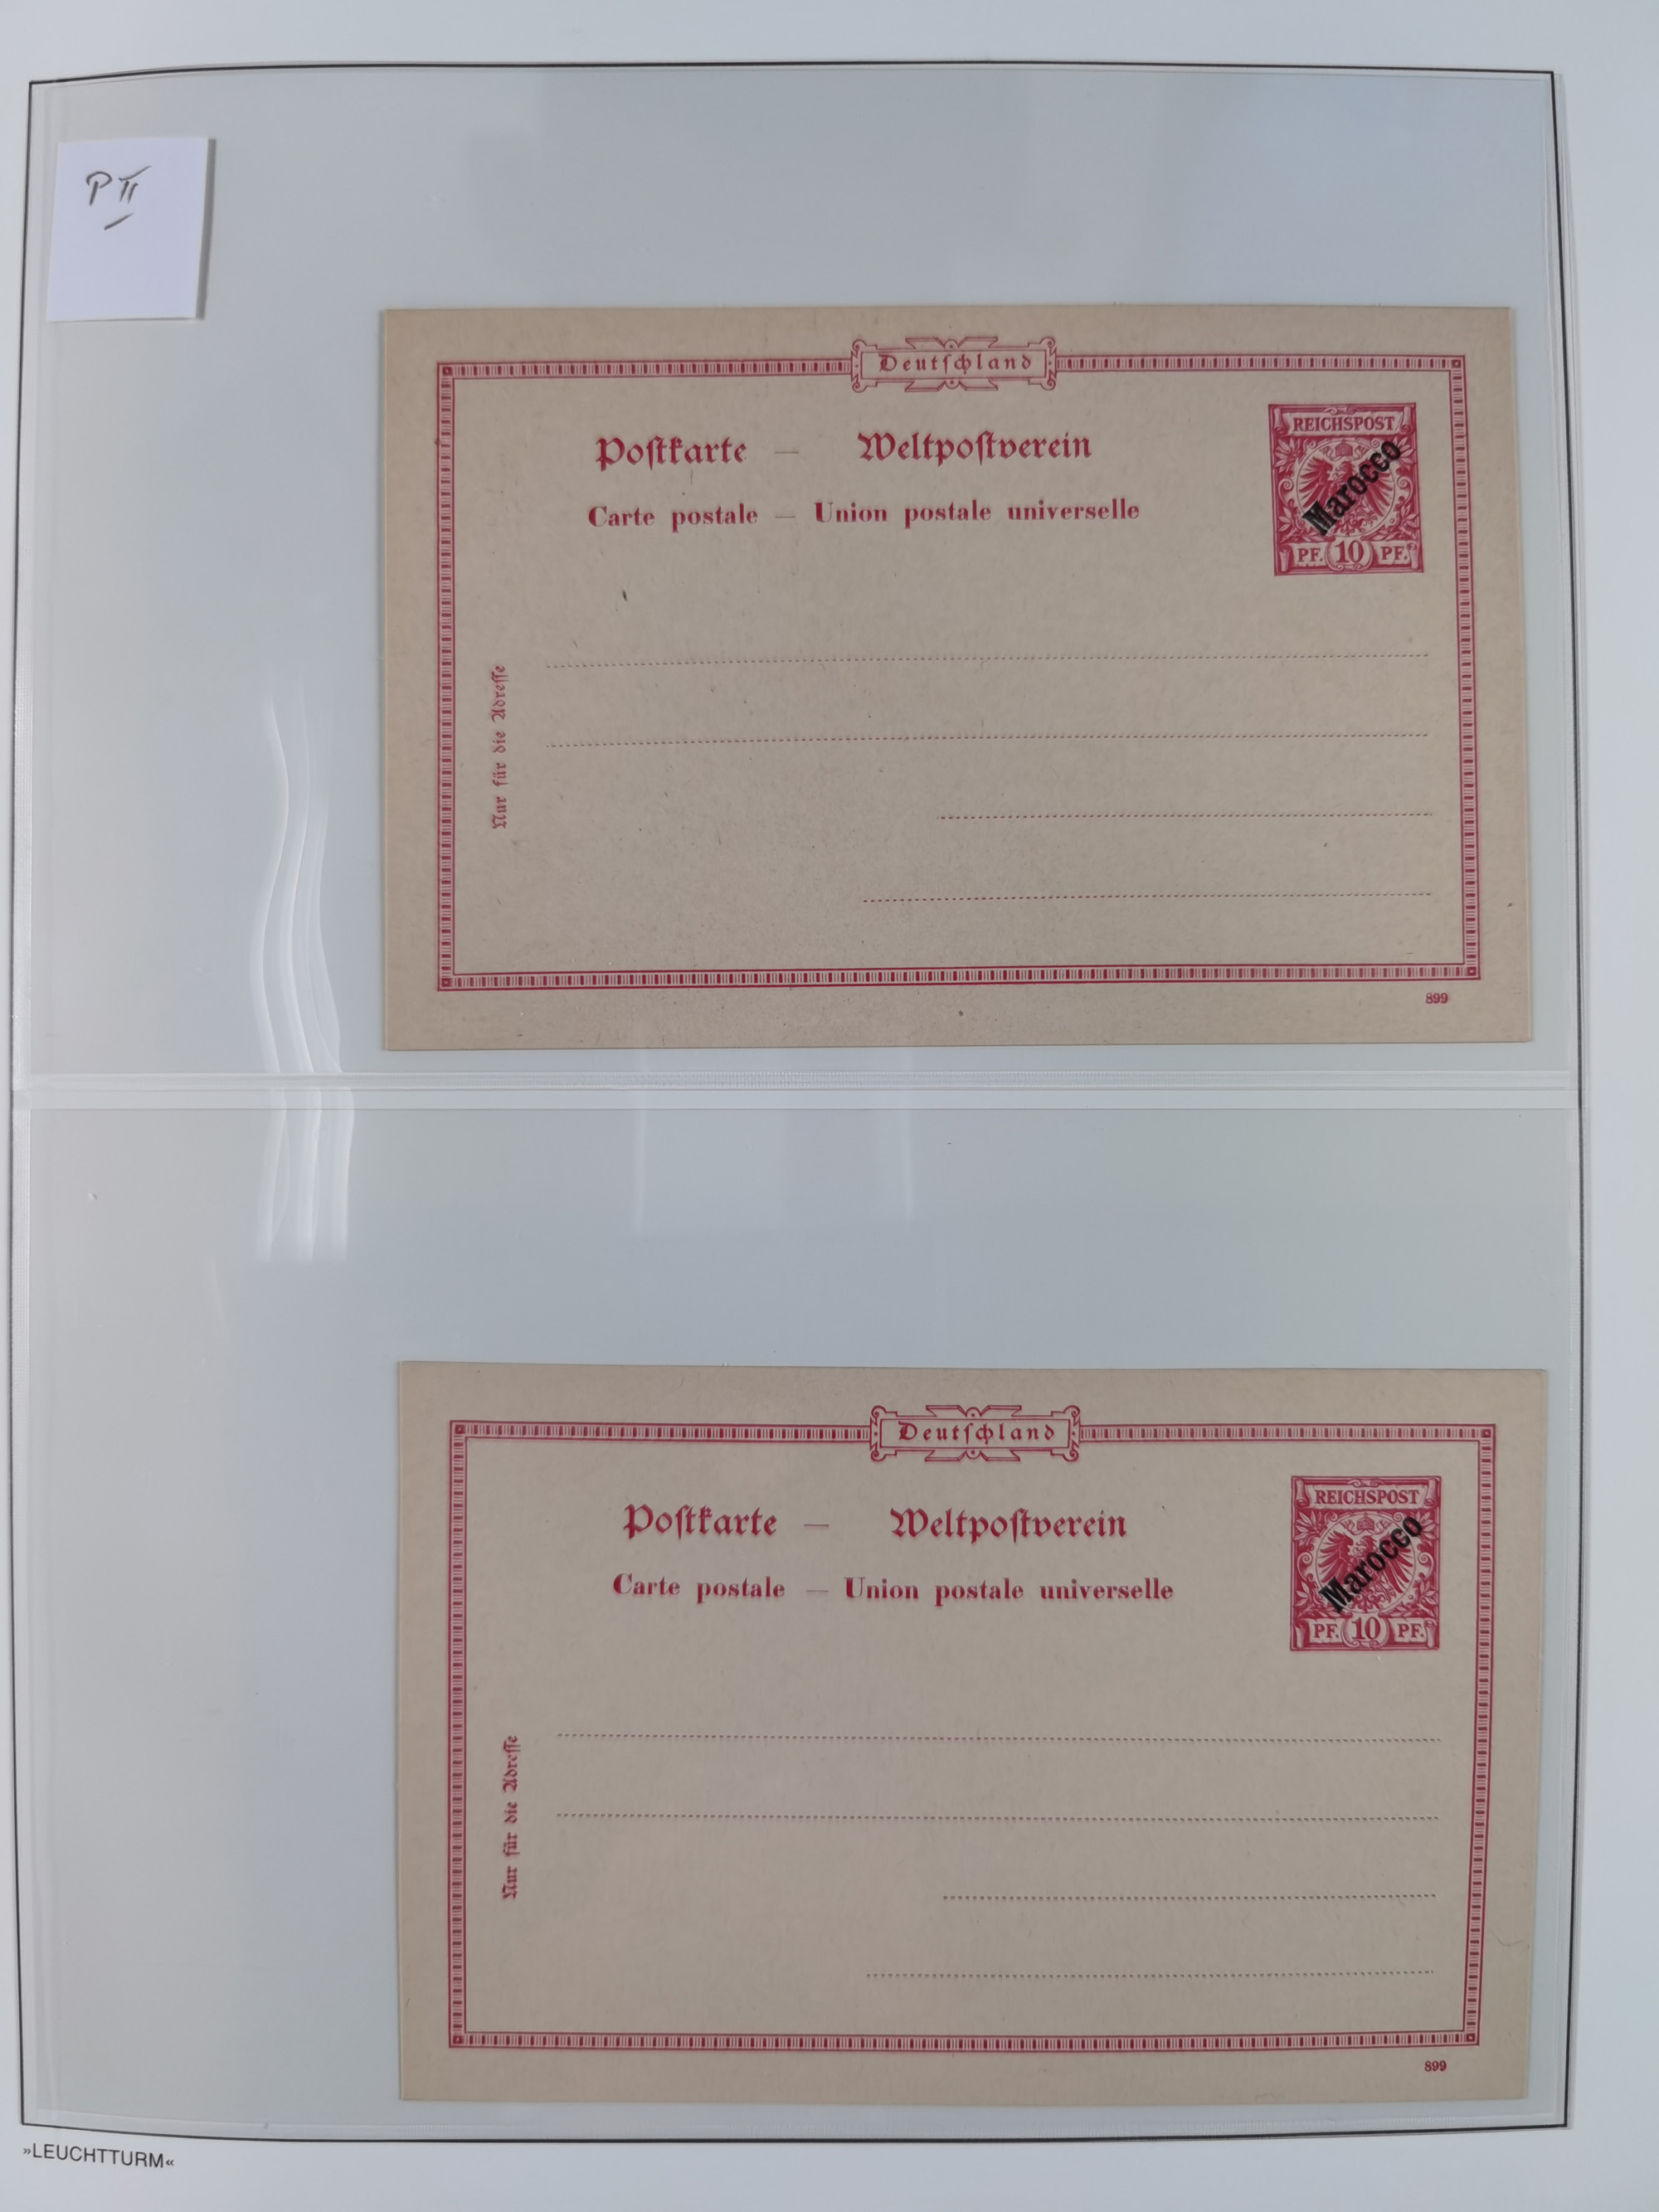 P II
Deutschland
Postkarte — Weltpostverein
Carte postale — Union postale universelle
REICHSPOST
Marocco
PF. 10 PF.
Nur für die Adresse
899
Deutschland
Postkarte — Weltpostverein
Carte postale — Union postale universelle
REICHSPOST
Marocco
PF. 10 PF.
Nur für die Adresse
899
»LEUCHTTURM«